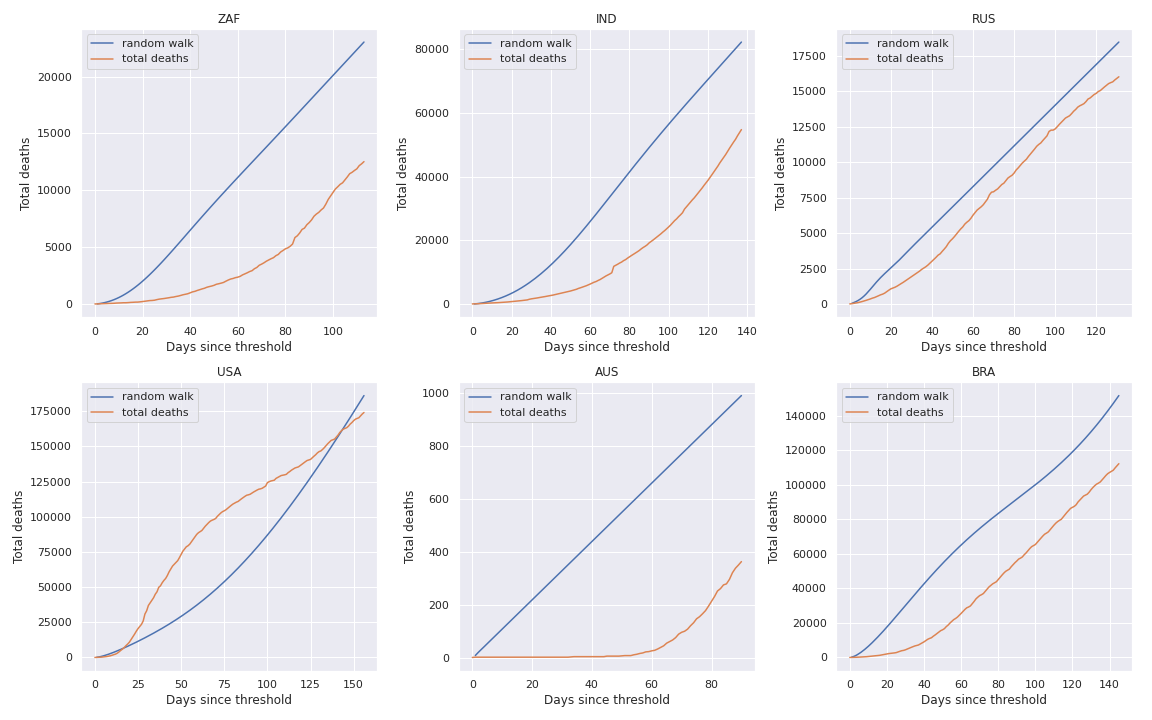 ZAF
random walk
total deaths
Total deaths
20000
15000
10000
5000
0
0 20 40 60 80 100
Days since threshold
IND
random walk
total deaths
Total deaths
80000
60000
40000
20000
0
0 20 40 60 80 100 120 140
Days since threshold
RUS
random walk
total deaths
Total deaths
17500
15000
12500
10000
7500
5000
2500
0
0 20 40 60 80 100 120
Days since threshold
USA
random walk
total deaths
Total deaths
175000
150000
125000
100000
75000
50000
25000
0
0 25 50 75 100 125 150
Days since threshold
AUS
random walk
total deaths
Total deaths
1000
800
600
400
200
0
0 20 40 60 80
Days since threshold
BRA
random walk
total deaths
Total deaths
140000
120000
100000
80000
60000
40000
20000
0
0 20 40 60 80 100 120 140
Days since threshold